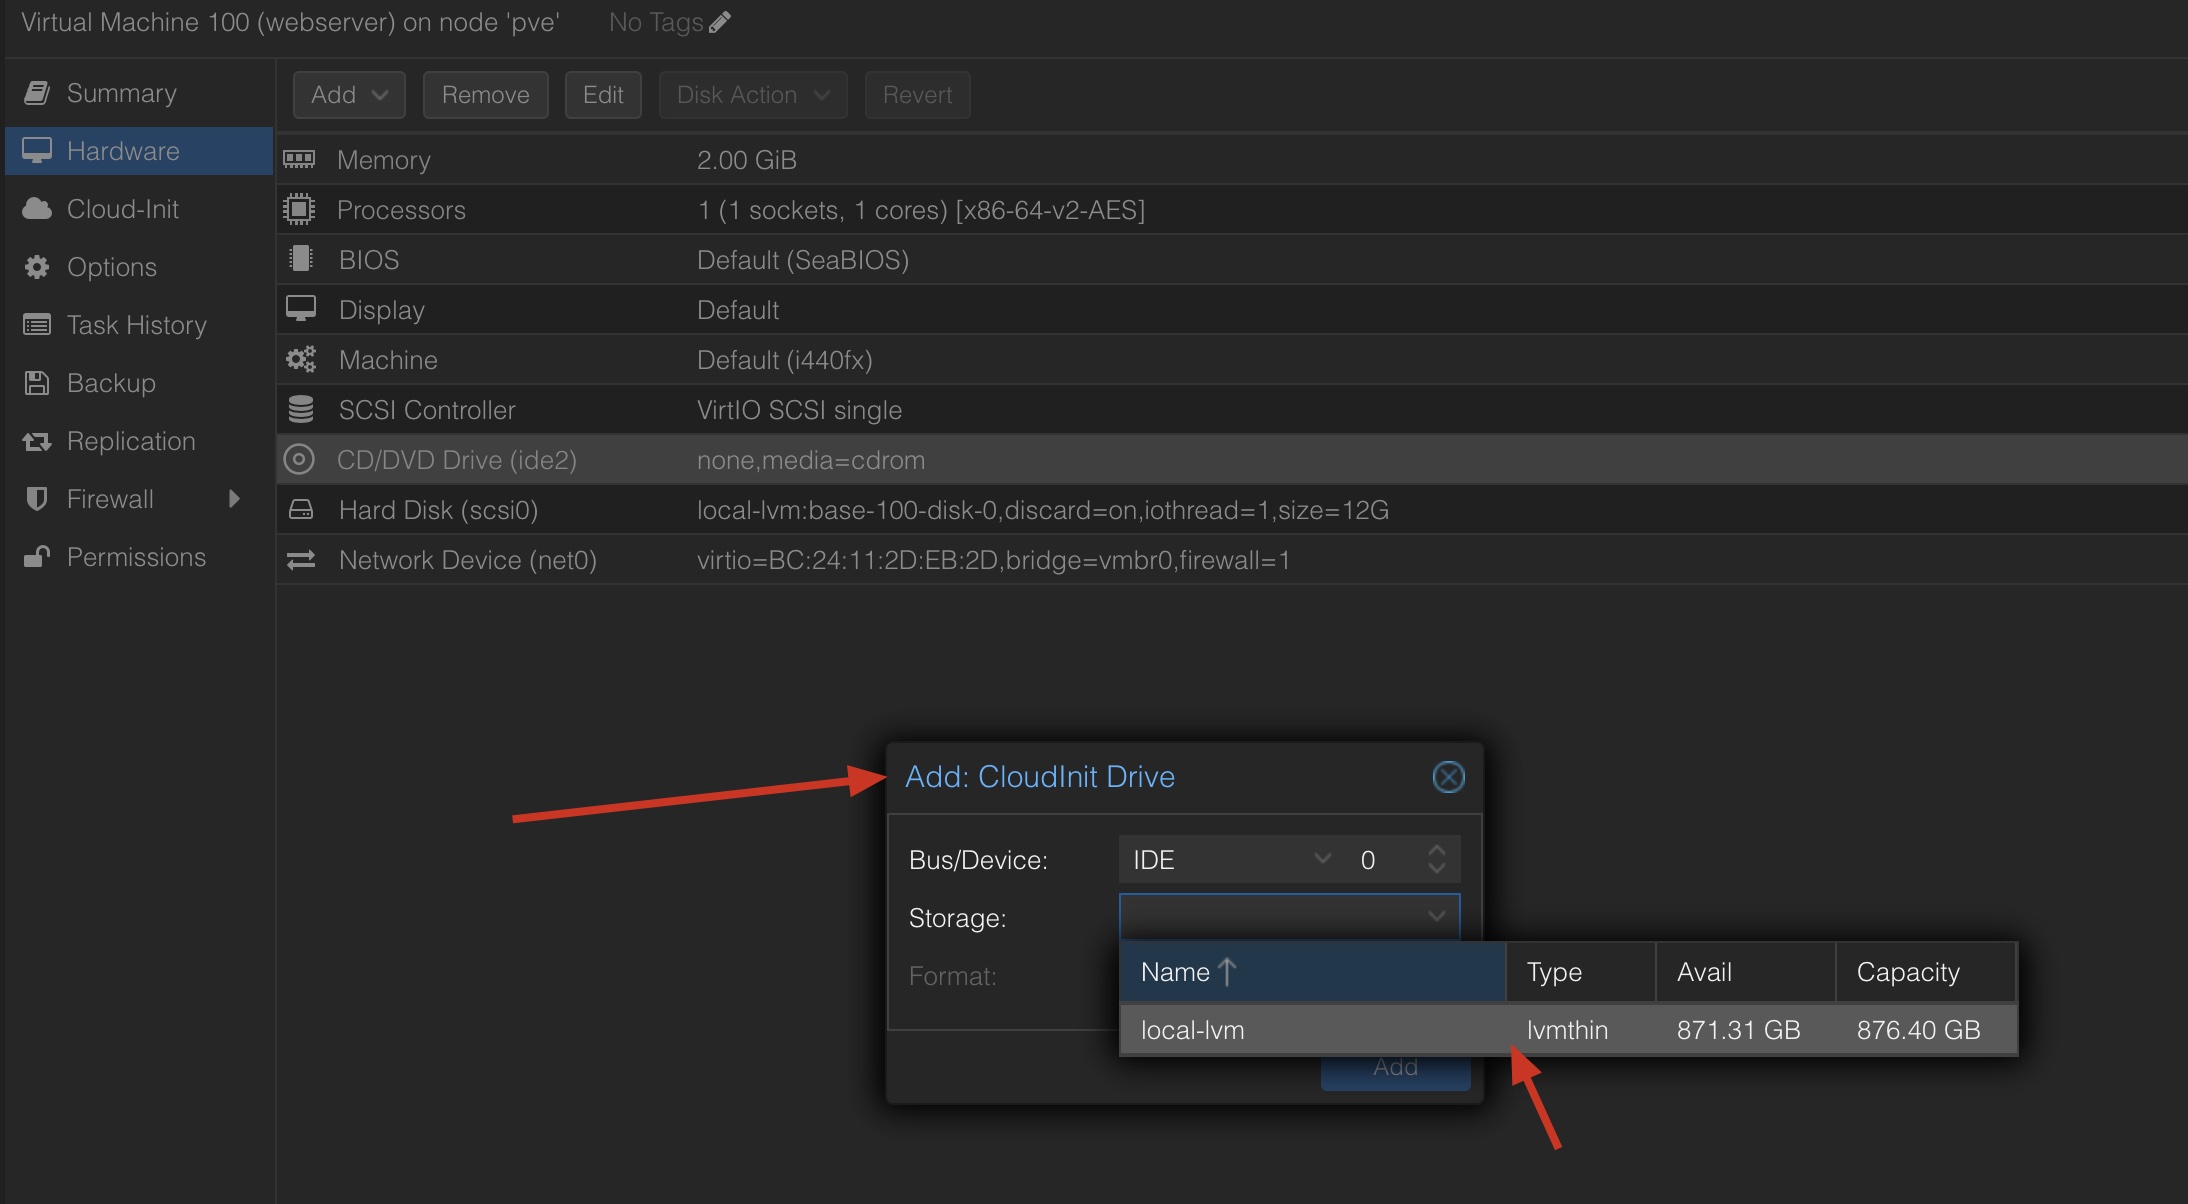 Virtual Machine 100 (webserver) on node 'pve' No Tags
Summary
Hardware
Cloud-Init
Options
Task History
Backup
Replication
Firewall
Permissions
Add Remove Edit Disk Action Revert
Memory 2.00 GiB
Processors 1 (1 sockets, 1 cores) [x86-64-v2-AES]
BIOS Default (SeaBIOS)
Display Default
Machine Default (i440fx)
SCSI Controller VirtIO SCSI single
CD/DVD Drive (ide2) none,media=cdrom
Hard Disk (scsi0) local-lvm:base-100-disk-0,discard=on,iothread=1,size=12G
Network Device (net0) virtio=BC:24:11:2D:EB:2D,bridge=vmbr0,firewall=1
Add: CloudInit Drive
Bus/Device: IDE 0
Storage:
Format:
Name Type Avail Capacity
local-lvm lvmthin 871.31 GB 876.40 GB
Add